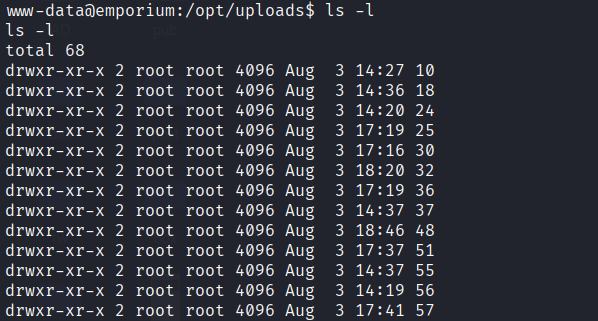 www-data@emporium:/opt/uploads$ ls -l
ls -l
total 68
drwxr-xr-x 2 root root 4096 Aug  3 14:27 10
drwxr-xr-x 2 root root 4096 Aug  3 14:36 18
drwxr-xr-x 2 root root 4096 Aug  3 14:20 24
drwxr-xr-x 2 root root 4096 Aug  3 17:19 25
drwxr-xr-x 2 root root 4096 Aug  3 17:16 30
drwxr-xr-x 2 root root 4096 Aug  3 18:20 32
drwxr-xr-x 2 root root 4096 Aug  3 17:19 36
drwxr-xr-x 2 root root 4096 Aug  3 14:37 37
drwxr-xr-x 2 root root 4096 Aug  3 18:46 48
drwxr-xr-x 2 root root 4096 Aug  3 17:37 51
drwxr-xr-x 2 root root 4096 Aug  3 14:37 55
drwxr-xr-x 2 root root 4096 Aug  3 14:19 56
drwxr-xr-x 2 root root 4096 Aug  3 17:41 57